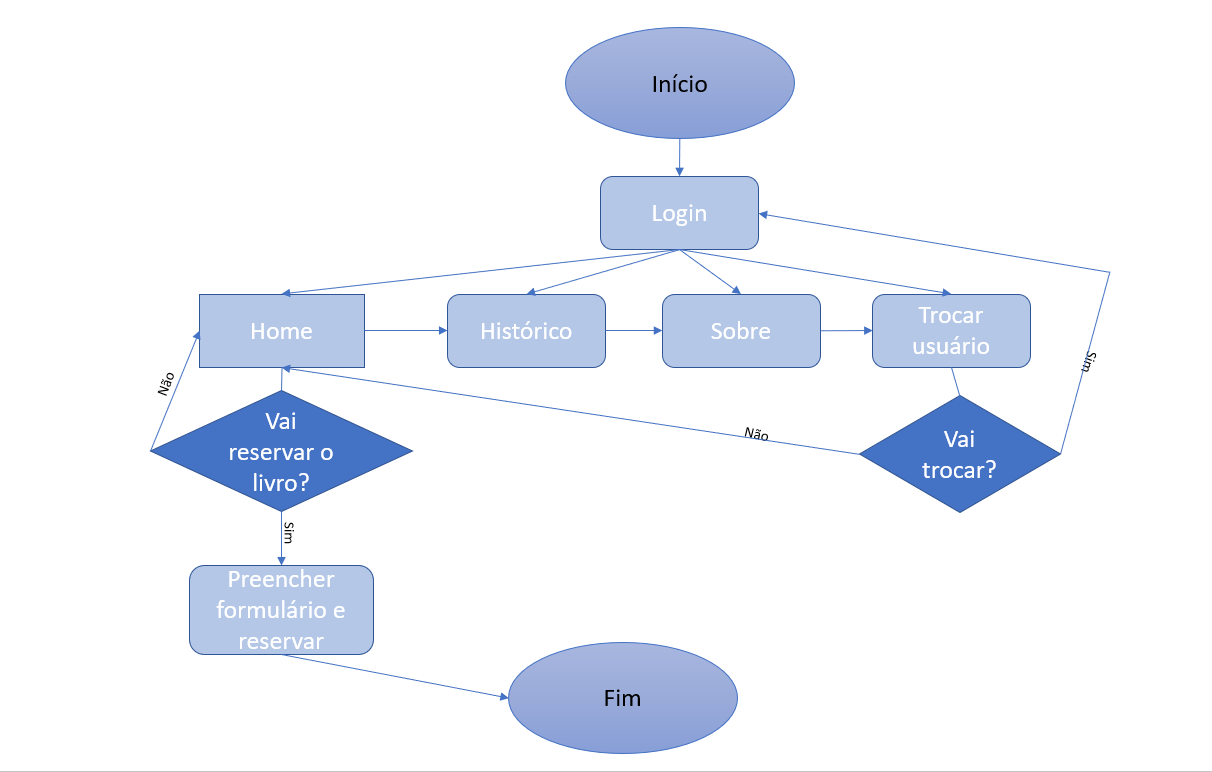 Início
Login
Home
Histórico
Sobre
Trocar
usuário
Não
Sim
Vai
reservar o
livro?
Não
Vai
trocar?
Sim
Preencher
formulário e
reservar
Fim